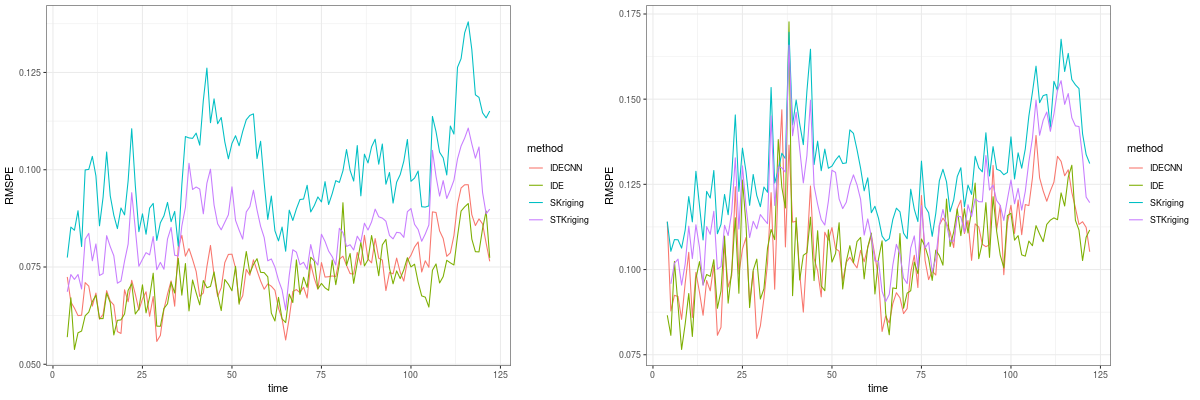 RMSPE
0.125
0.100
0.075
0.050
0 25 50 75 100 125
time
method
IDECNN
IDE
SKriging
STKriging
RMSPE
0.175
0.150
0.125
0.100
0.075
0 25 50 75 100 125
time
method
IDECNN
IDE
SKriging
STKriging